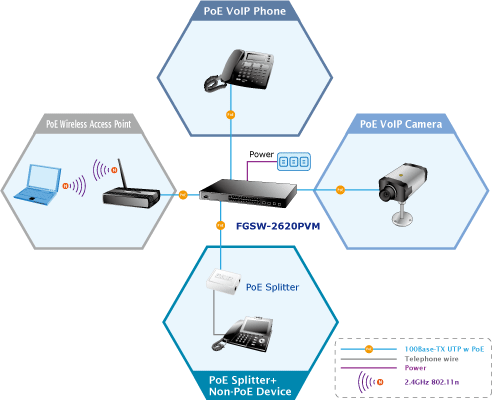 PoE VoIP Phone
PoE Wireless Access Point
PoE VoIP Camera
Power
FGSW-2620PVM
PoE Splitter
PoE Splitter+
Non-PoE Device
100Base-TX UTP w PoE
Telephone wire
Power
2.4GHz 802.11n